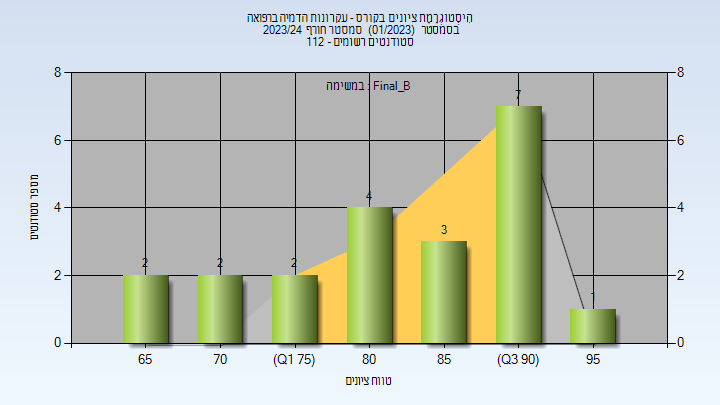 היסטוגרמת ציונים בקורס - עקרונות הדמיה ברפואה
בסמסטר (01/2023) סמסטר חורף 2023/24
סטודנטים רשומים - 112
במשימה : Final_B
מספר סטודנטים
8 8
6 6
4 4
2 2
0 0
2 2 2 4 3 7 1
65 70 (Q1 75) 80 85 (Q3 90) 95
טווח ציונים